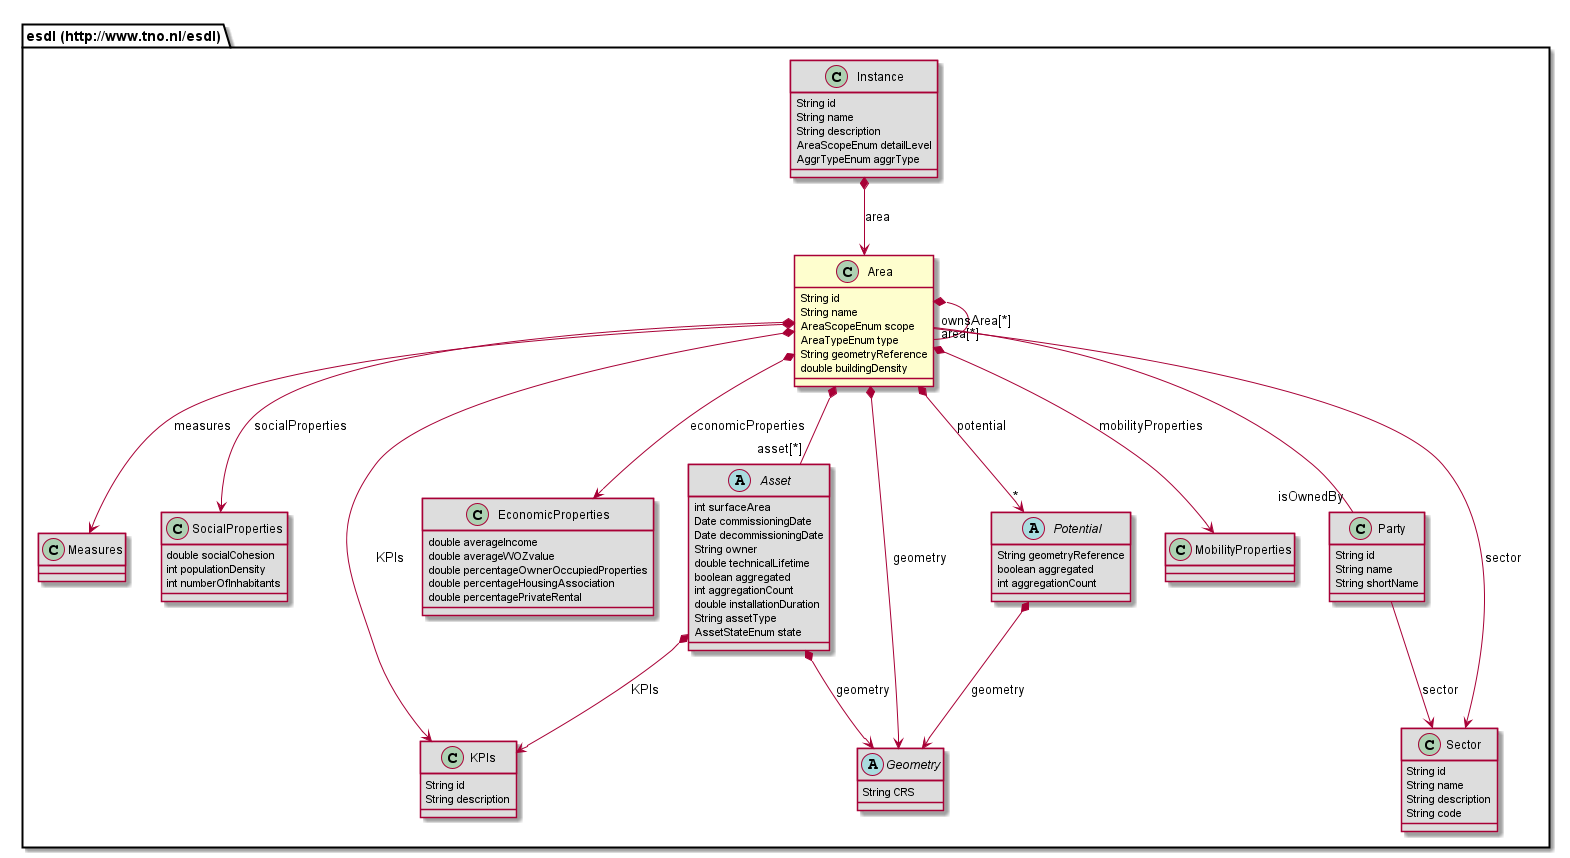 esdl (http://www.tno.nl/esdl)
C Instance
String id
String name
String description
AreaScopeEnum detailLevel
AggrTypeEnum aggrType
area
C Area
String id
String name
AreaScopeEnum scope
AreaTypeEnum type
String geometryReference
double buildingDensity
ownsArea[*]
area[*]
measures
socialProperties
KPIs
economicProperties
asset[*]
geometry
potential
*
mobilityProperties
isOwnedBy
sector
C Measures
C SocialProperties
double socialCohesion
int populationDensity
int numberOfInhabitants
C EconomicProperties
double averageIncome
double averageWOZvalue
double percentageOwnerOccupiedProperties
double percentageHousingAssociation
double percentagePrivateRental
A Asset
int surfaceArea
Date commissioningDate
Date decommissioningDate
String owner
double technicalLifetime
boolean aggregated
int aggregationCount
double installationDuration
String assetType
AssetStateEnum state
A Potential
String geometryReference
boolean aggregated
int aggregationCount
C MobilityProperties
C Party
String id
String name
String shortName
KPIs
geometry
geometry
sector
C KPIs
String id
String description
A Geometry
String CRS
C Sector
String id
String name
String description
String code